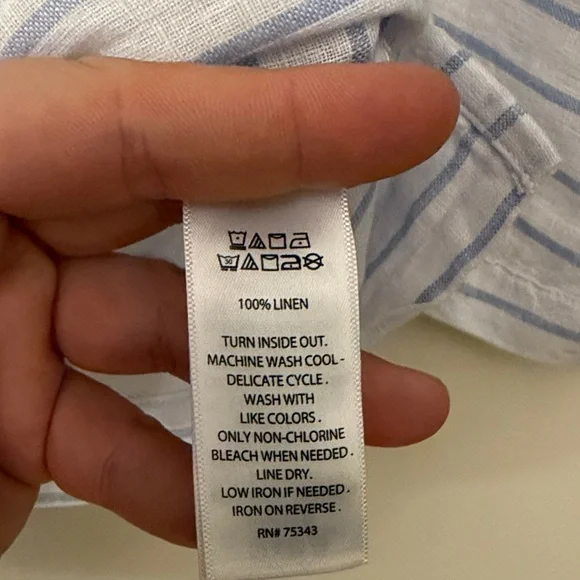 30
100% LINEN
TURN INSIDE OUT.
MACHINE WASH COOL -
DELICATE CYCLE .
WASH WITH
LIKE COLORS .
ONLY NON-CHLORINE
BLEACH WHEN NEEDED .
LINE DRY.
LOW IRON IF NEEDED .
IRON ON REVERSE .
RN# 75343